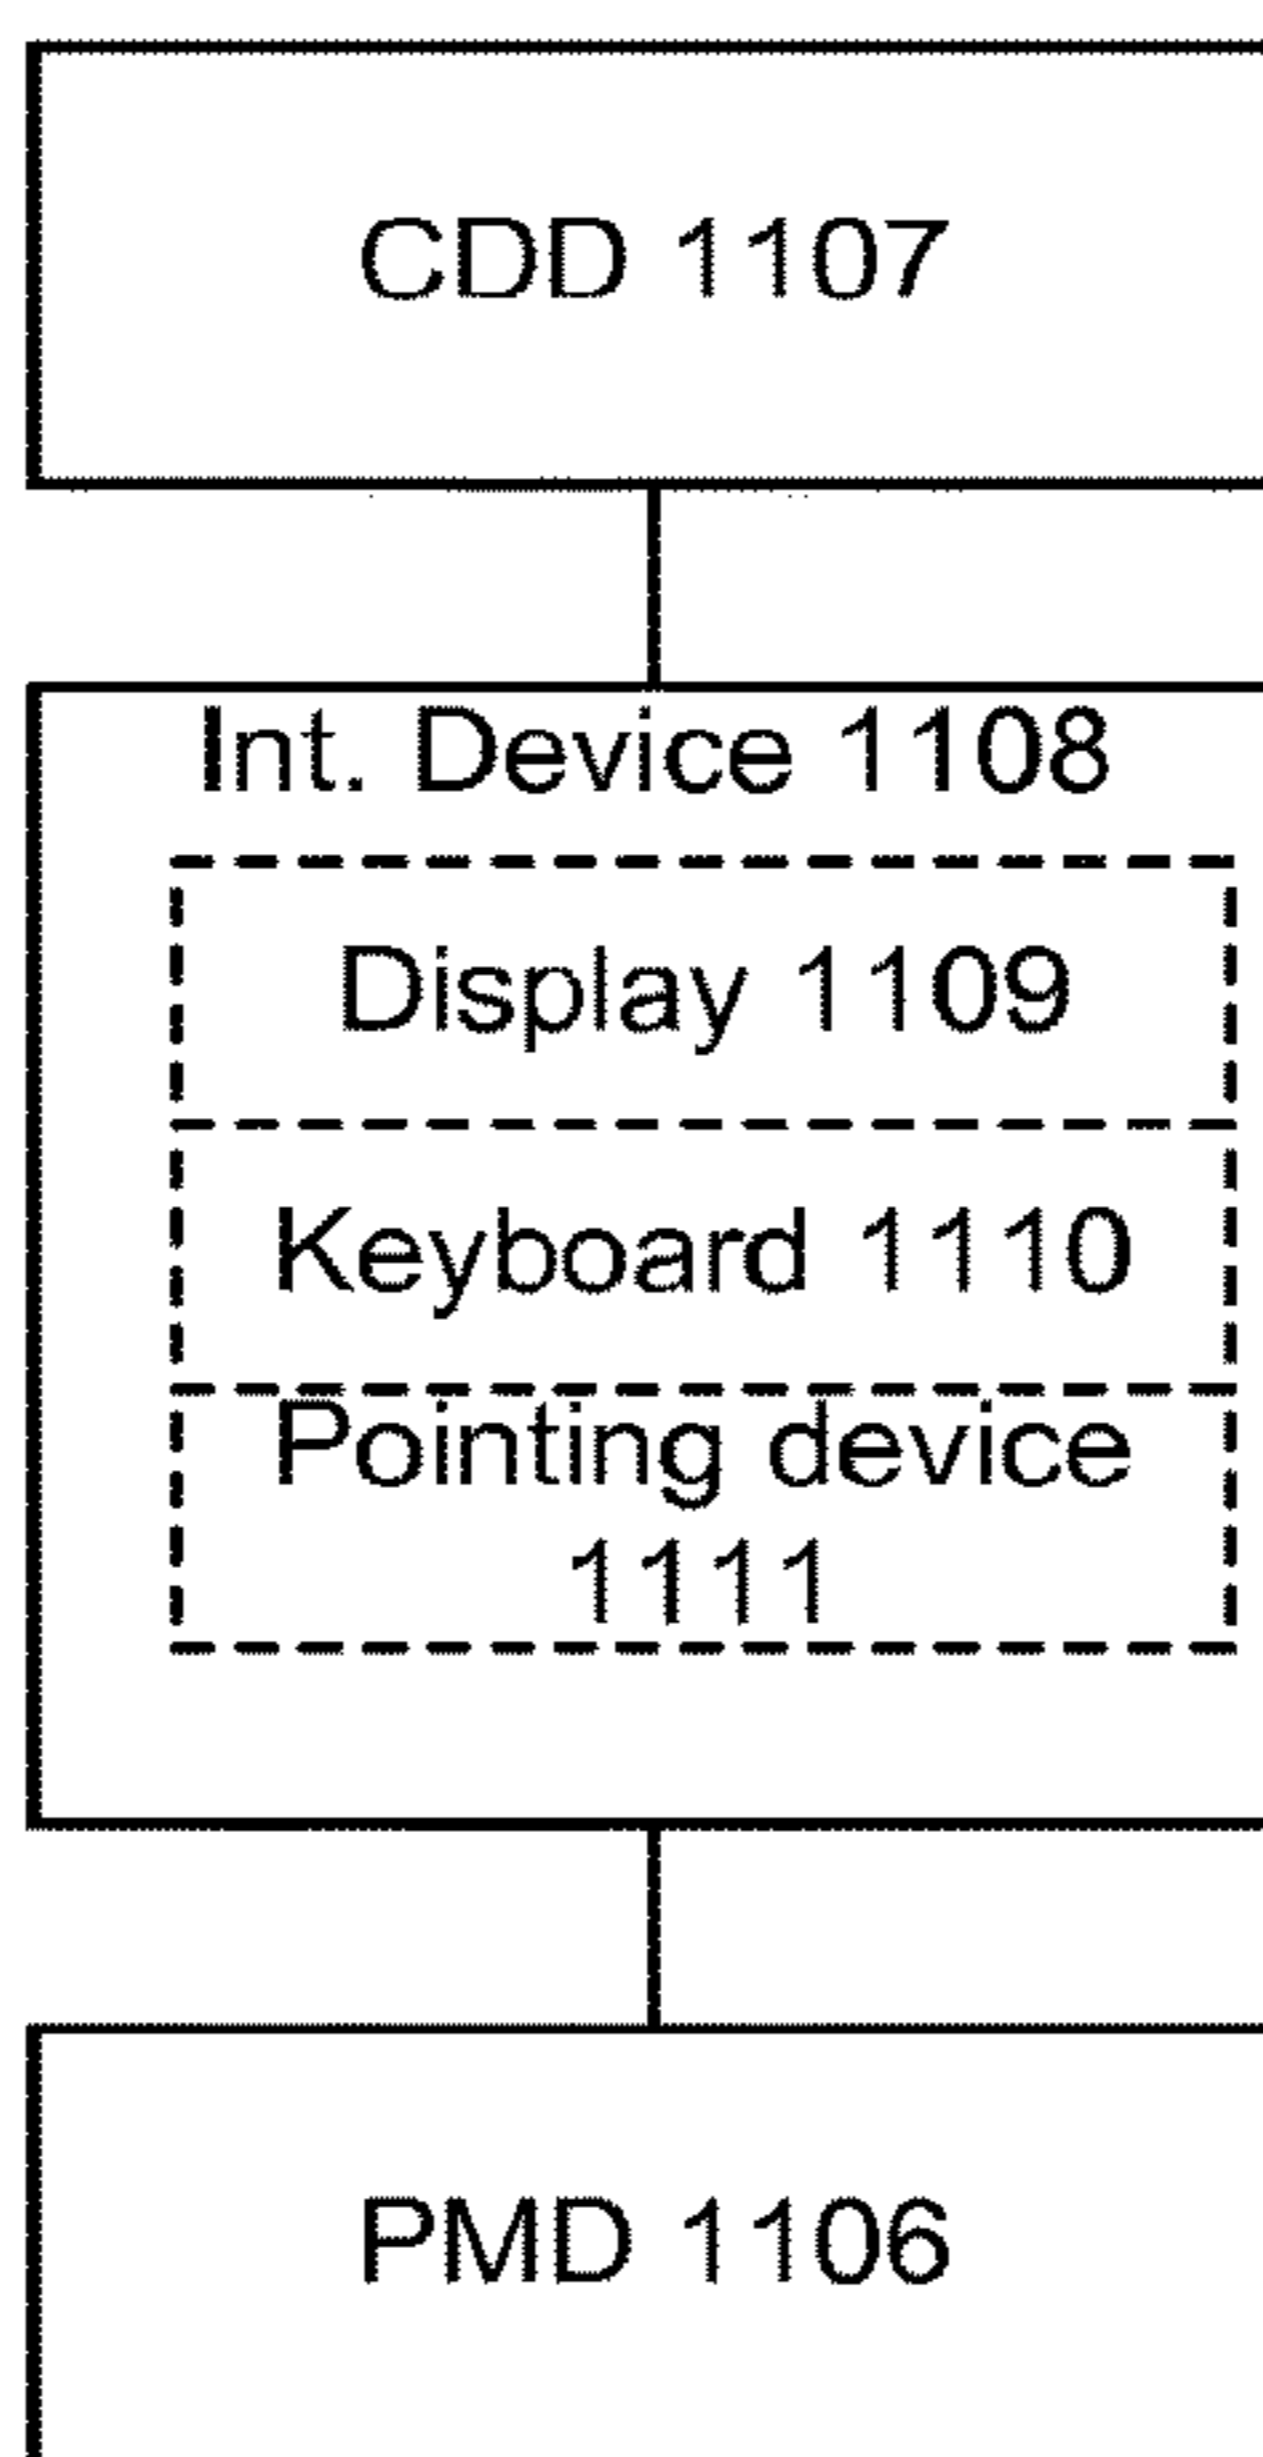 CDD 1107
Int. Device 1108
Display 1109
Keyboard 1110
Pointing device
1111
PMD 1106